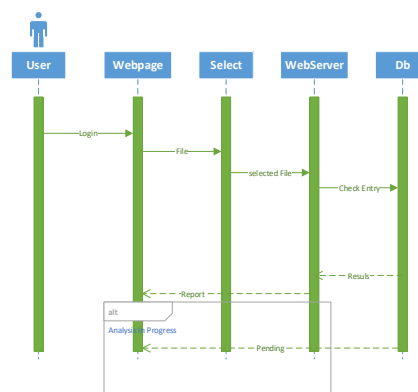 User Webpage Select WebServer Db
Login
File
selected File
Check Entry
Resuls
Report
alt
Analysis in Progress
Pending